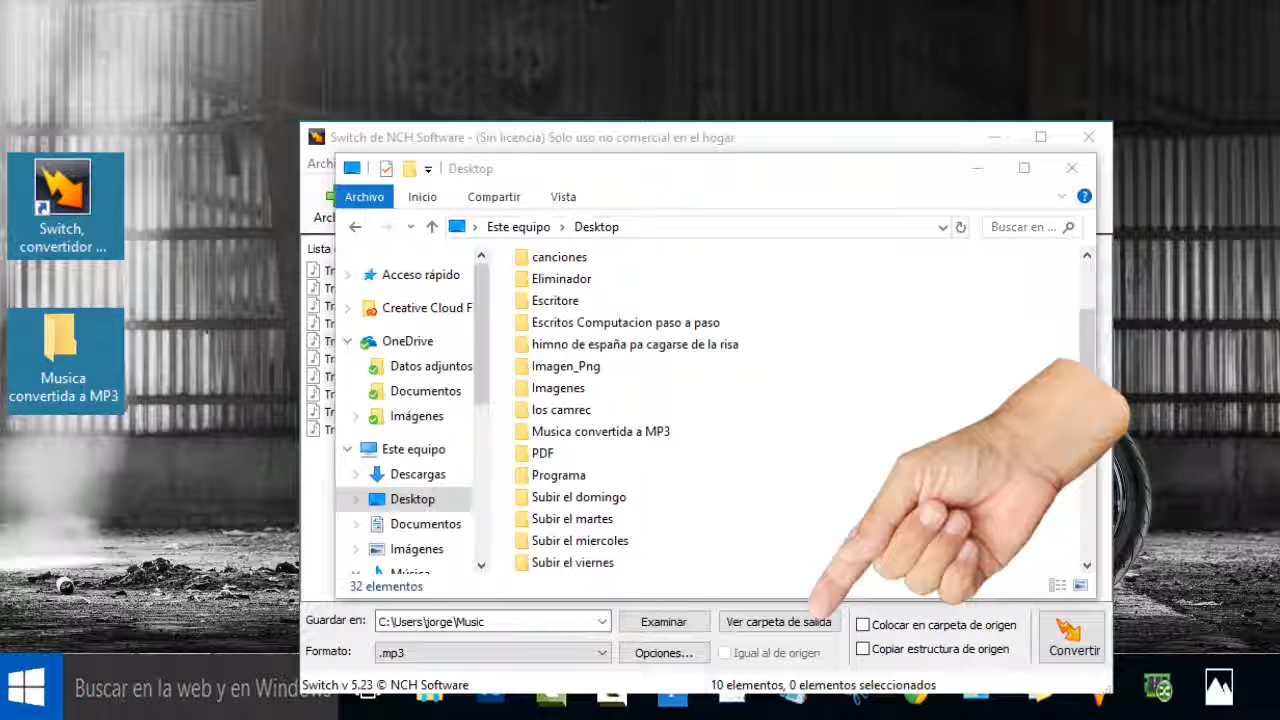 Switch,
convertidor ...
Musica
convertida a MP3
Switch de NCH Software - (Sin licencia) Solo uso no comercial en el hogar
Desktop
Archivo Inicio Compartir Vista
Este equipo > Desktop
Buscar en ...
Lista
Acceso rápido
Creative Cloud F
OneDrive
Datos adjuntos
Documentos
Imágenes
Este equipo
Descargas
Desktop
Documentos
Imágenes
Música
canciones
Eliminador
Escritore
Escritos Computacion paso a paso
himno de españa pa cagarse de la risa
Imagen_Png
Imagenes
los camrec
Musica convertida a MP3
PDF
Programa
Subir el domingo
Subir el martes
Subir el miercoles
Subir el viernes
32 elementos
Guardar en: C:\Users\jorge\Music Examinar Ver carpeta de salida Colocar en carpeta de origen
Formato: .mp3 Opciones... Igual al de origen Copiar estructura de origen
Convertir
Switch v 5.23 © NCH Software 10 elementos, 0 elementos seleccionados
Buscar en la web y en Windows